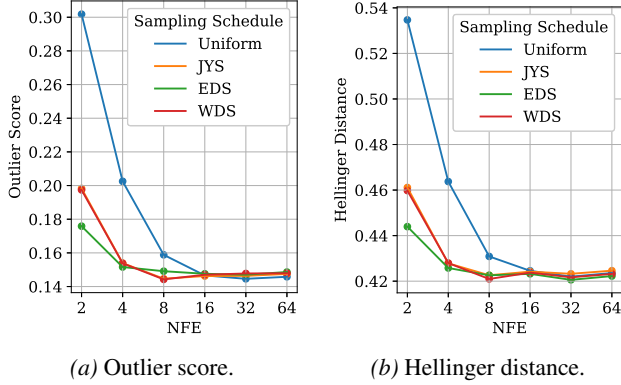 Sampling Schedule
Uniform
JYS
EDS
WDS
Outlier Score
0.30
0.28
0.26
0.24
0.22
0.20
0.18
0.16
0.14
2 4 8 16 32 64
NFE
(a) Outlier score.
Sampling Schedule
Uniform
JYS
EDS
WDS
Hellinger Distance
0.54
0.52
0.50
0.48
0.46
0.44
0.42
2 4 8 16 32 64
NFE
(b) Hellinger distance.